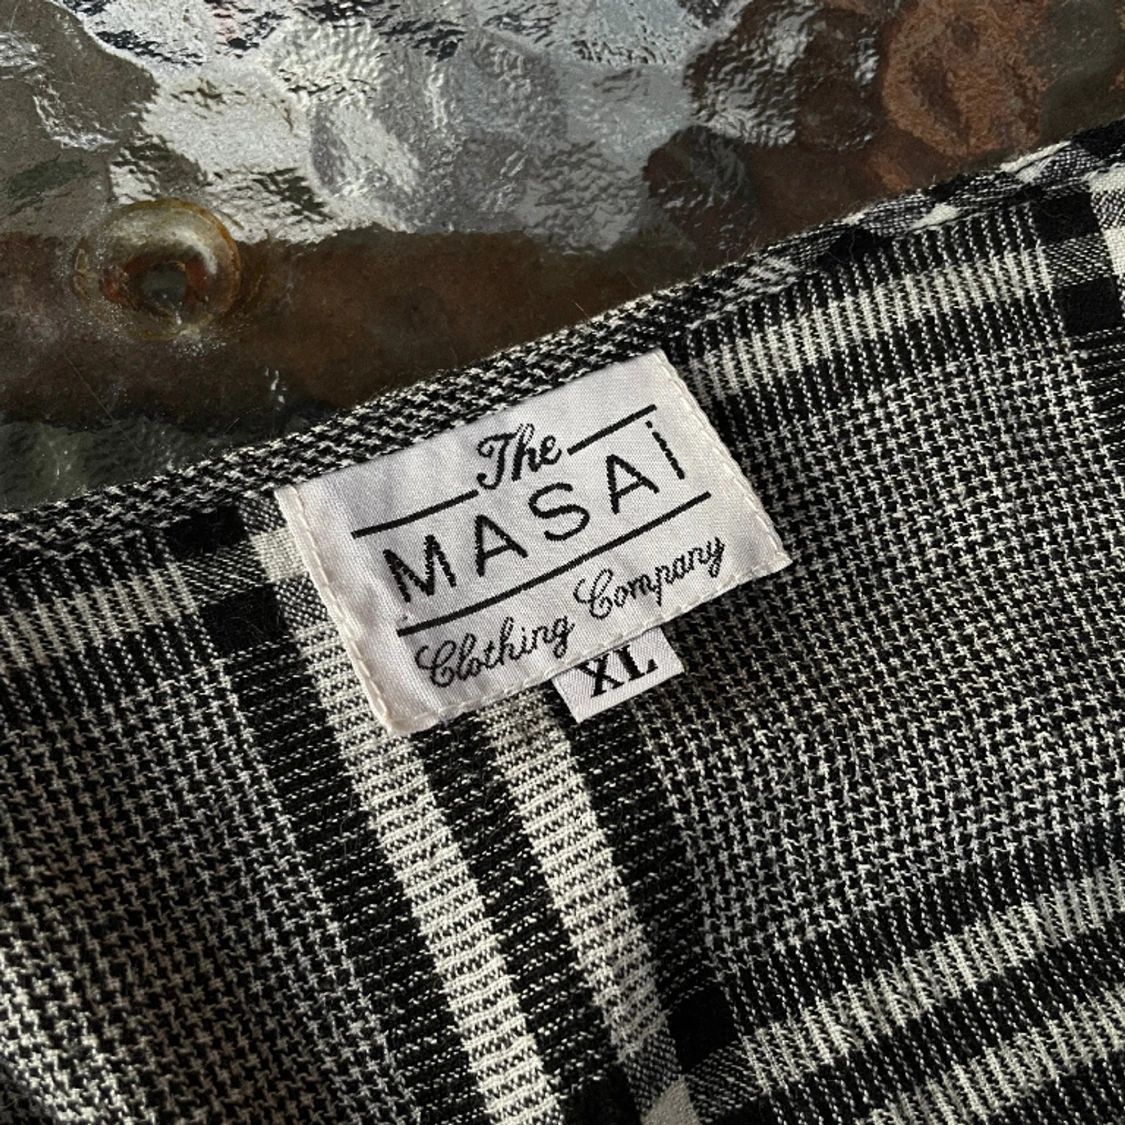 The
MASAi
Clothing Company
XL